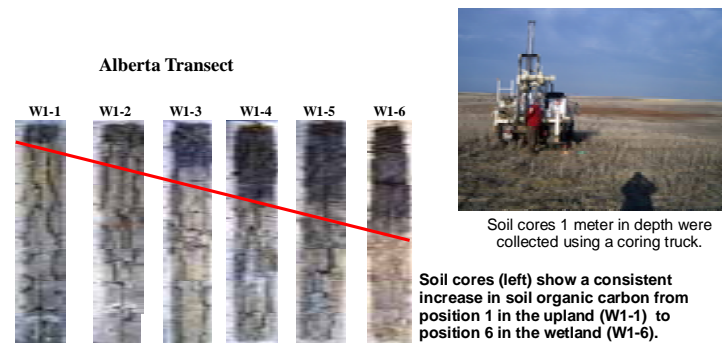 Alberta Transect
W1-1 W1-2 W1-3 W1-4 W1-5 W1-6
Soil cores 1 meter in depth were
collected using a coring truck.
Soil cores (left) show a consistent
increase in soil organic carbon from
position 1 in the upland (W1-1) to
position 6 in the wetland (W1-6).